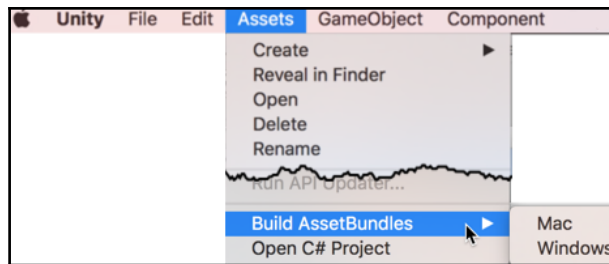 Unity File Edit Assets GameObject Component
Create
Reveal in Finder
Open
Delete
Rename
Run API Updater...
Build AssetBundles
Mac
Open C# Project
Windows